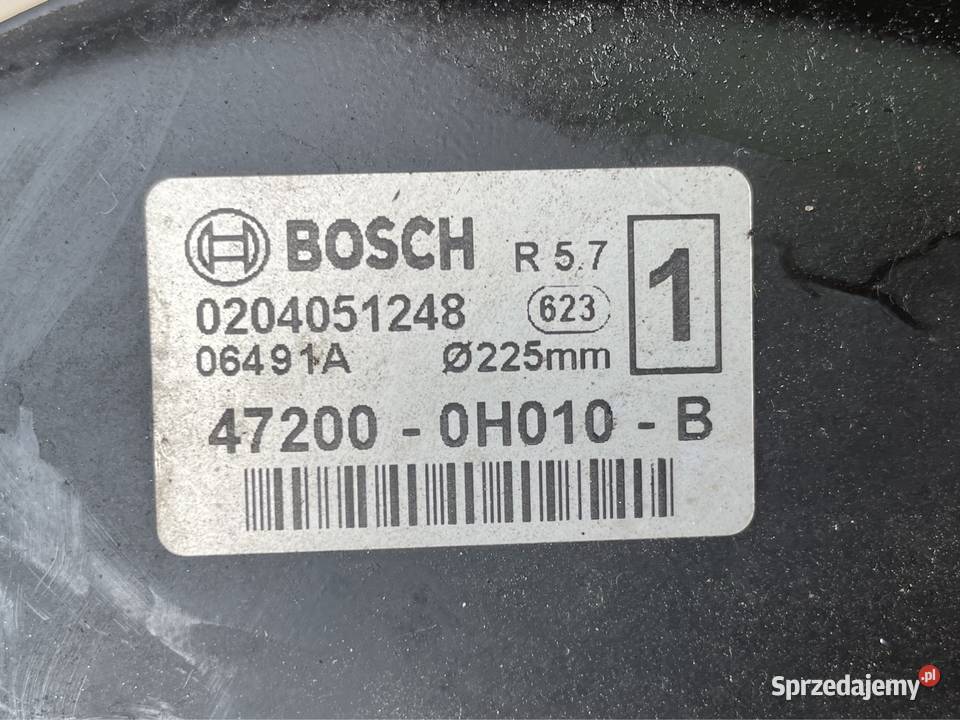 BOSCH R 5.7 1
0204051248 623
06491A Ø225mm
47200 - 0H010 - B
Sprzedajemy.pl